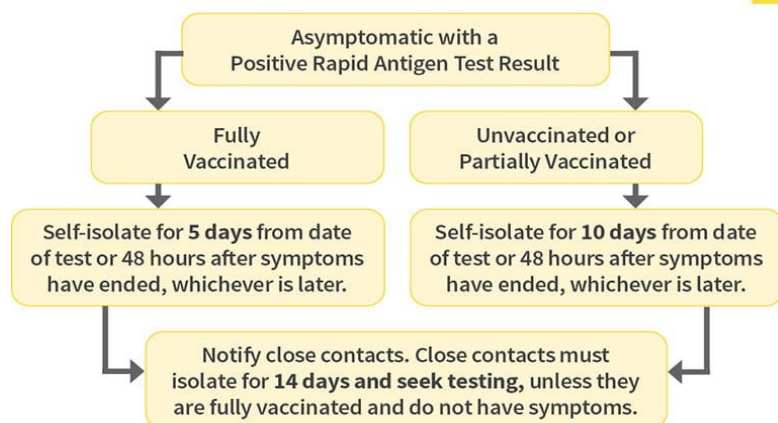 Asymptomatic with a
Positive Rapid Antigen Test Result
Fully
Vaccinated
Unvaccinated or
Partially Vaccinated
Self-isolate for 5 days from date
of test or 48 hours after symptoms
have ended, whichever is later.
Self-isolate for 10 days from date
of test or 48 hours after symptoms
have ended, whichever is later.
Notify close contacts. Close contacts must
isolate for 14 days and seek testing, unless they
are fully vaccinated and do not have symptoms.